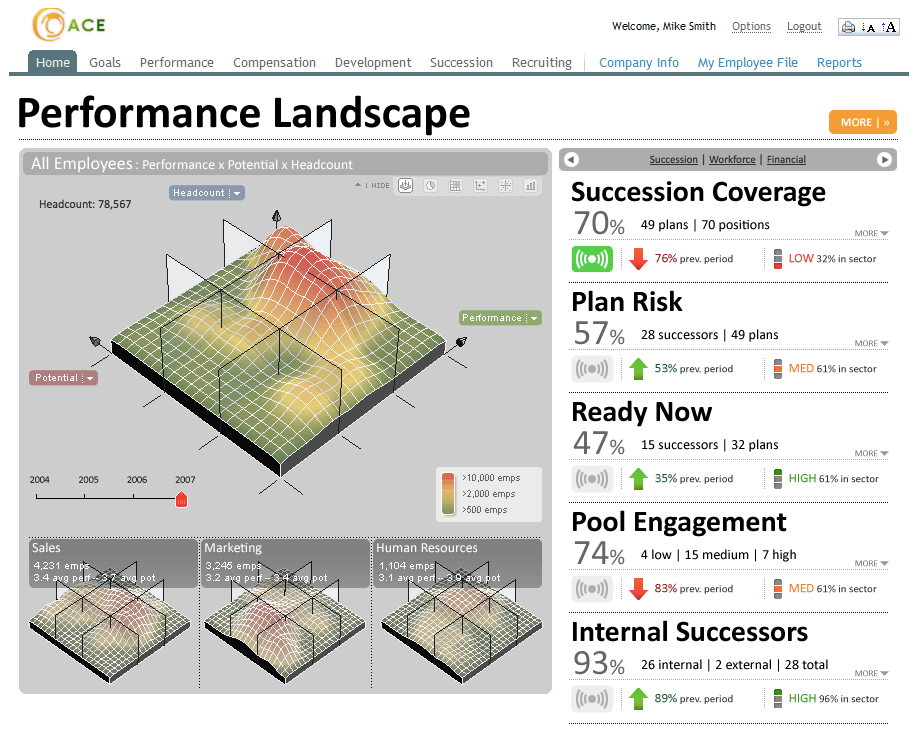 ACE
Welcome, Mike Smith Options Logout A A
Home Goals Performance Compensation Development Succession Recruiting Company Info My Employee File Reports
Performance Landscape
MORE | »
All Employees : Performance x Potential x Headcount
Headcount
HIDE
Headcount: 78,567
Performance
Potential
2004 2005 2006 2007
>10,000 emps
>2,000 emps
>500 emps
Sales
4,231 emps
3.4 avg perf -- 3.7 avg pot
Marketing
3,245 emps
3.2 avg perf -- 3.4 avg pot
Human Resources
1,104 emps
3.1 avg perf -- 3.9 avg pot
Succession | Workforce | Financial
Succession Coverage
70% 49 plans | 70 positions
MORE
76% prev. period LOW 32% in sector
Plan Risk
57% 28 successors | 49 plans
MORE
53% prev. period MED 61% in sector
Ready Now
47% 15 successors | 32 plans
MORE
35% prev. period HIGH 61% in sector
Pool Engagement
74% 4 low | 15 medium | 7 high
MORE
83% prev. period MED 61% in sector
Internal Successors
93% 26 internal | 2 external | 28 total
MORE
89% prev. period HIGH 96% in sector